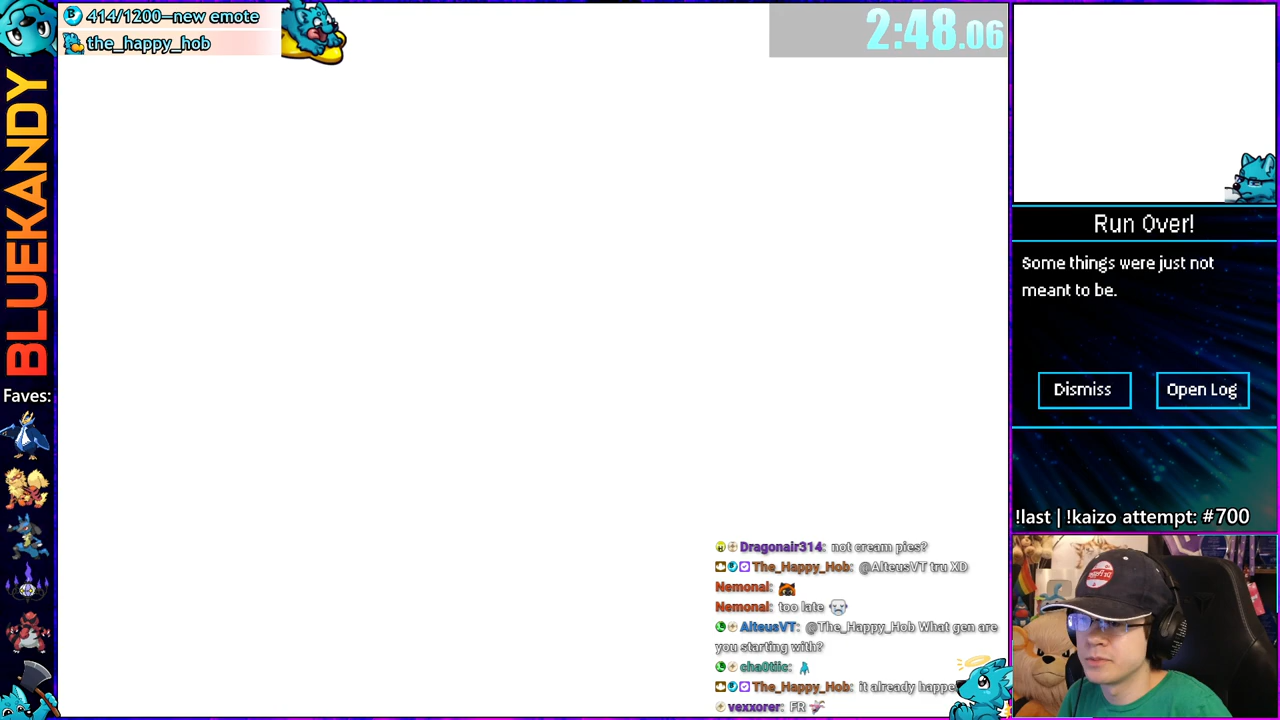 414/1200—new emote
the_happy_hob
2:48.06
BLUEKANDY
Faves:
Run Over!
Some things were just not
meant to be.
Dismiss
Open Log
!last | !kaizo attempt: #700
Dragonair314: not cream pies?
The_Happy_Hob: @AlteusVT tru XD
Nemonal:
Nemonal: too late
AlteusVT: @The_Happy_Hob What gen are
you starting with?
cha0tiic:
The_Happy_Hob: it already happe
vexxorer: FR